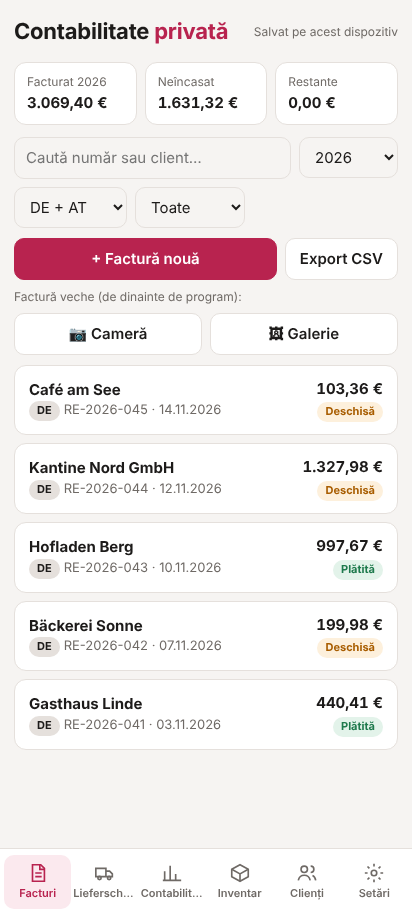 Contabilitate privată
Salvat pe acest dispozitiv
Facturat 2026
3.069,40 €
Neîncasat
1.631,32 €
Restante
0,00 €
Caută număr sau client...
2026
DE + AT
Toate
+ Factură nouă
Export CSV
Factură veche (de dinainte de program):
Cameră
Galerie
Café am See
103,36 €
DE RE-2026-045 · 14.11.2026
Deschisă
Kantine Nord GmbH
1.327,98 €
DE RE-2026-044 · 12.11.2026
Deschisă
Hofladen Berg
997,67 €
DE RE-2026-043 · 10.11.2026
Plătită
Bäckerei Sonne
199,98 €
DE RE-2026-042 · 07.11.2026
Deschisă
Gasthaus Linde
440,41 €
DE RE-2026-041 · 03.11.2026
Plătită
Facturi
Liefersch...
Contabilit...
Inventar
Clienți
Setări